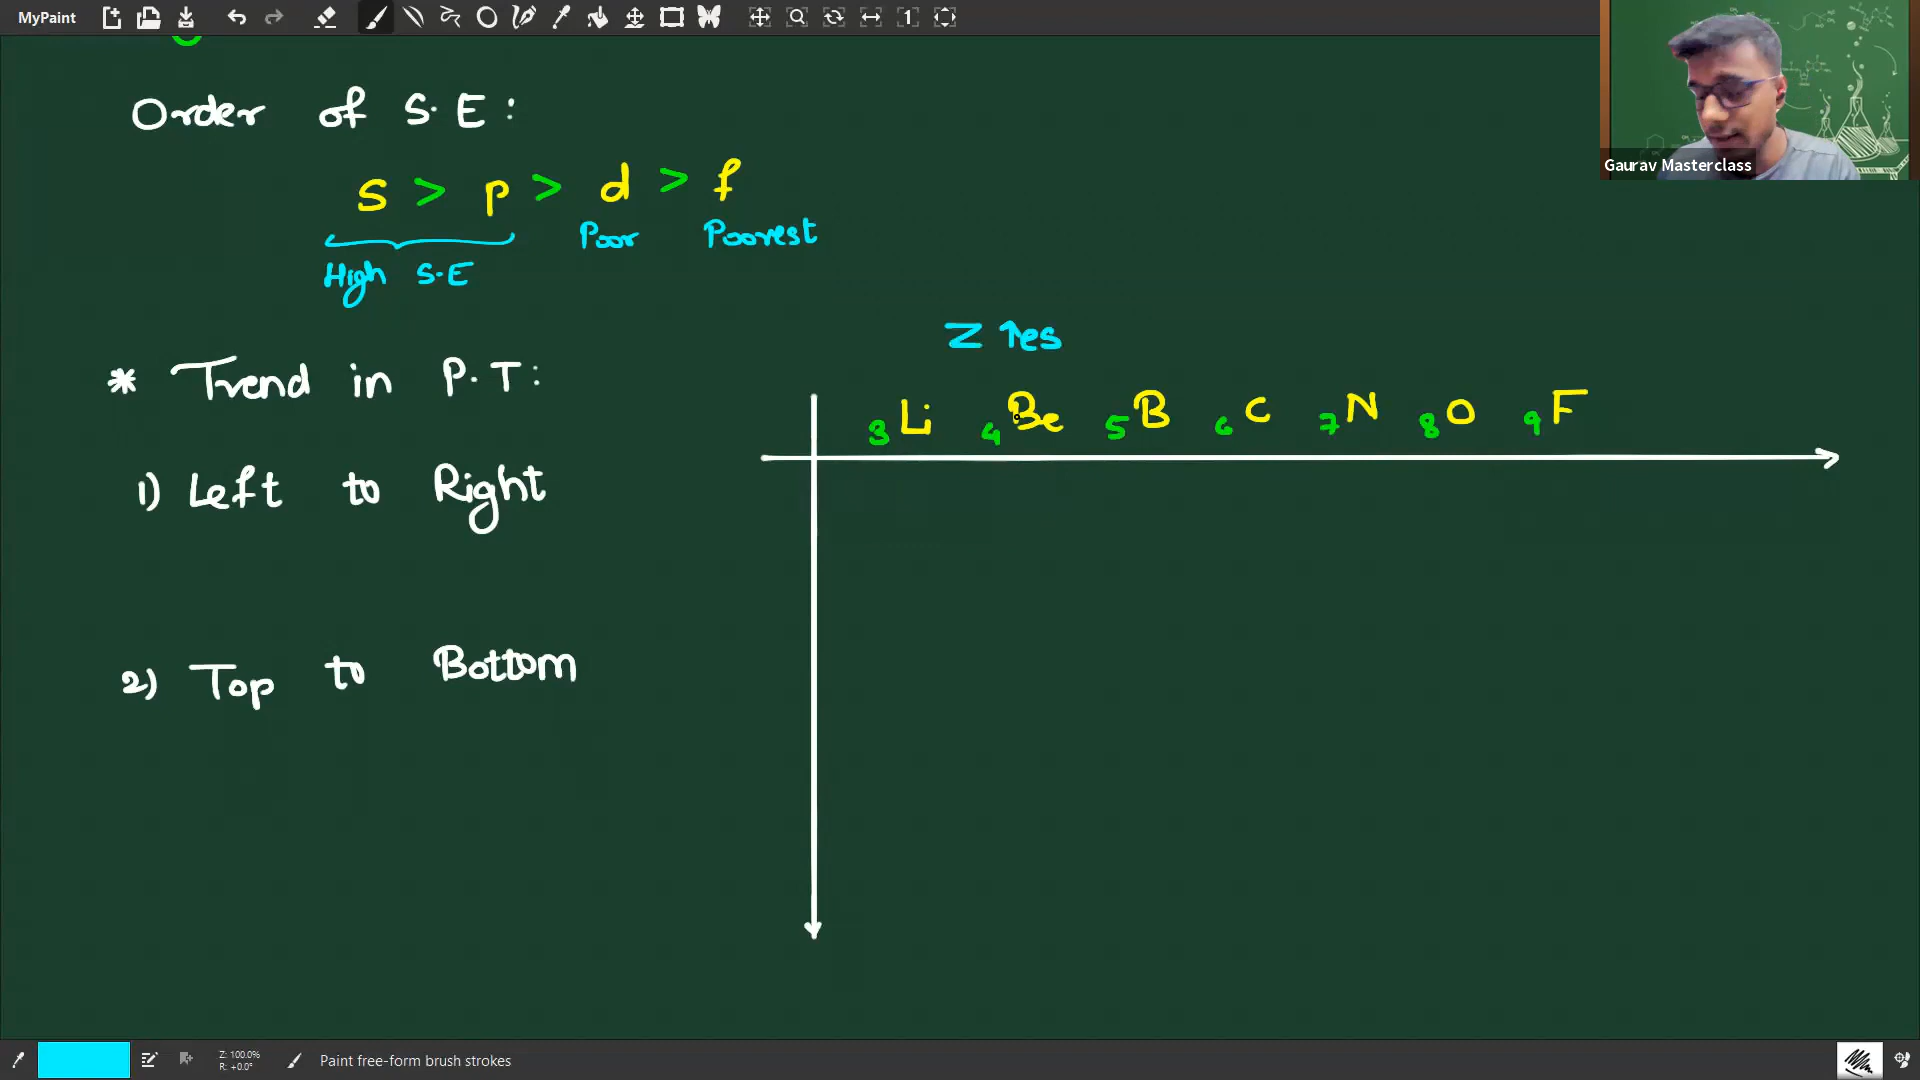 MyPaint
Gaurav Masterclass
Order of S.E:
s > p > d > f
High S.E Poor Poorest
Z ↑es
* Trend in P.T:
3Li 4Be 5B 6C 7N 8O 9F
1) Left to Right
2) Top to Bottom
Z: 100.0%
R: +0.0°
Paint free-form brush strokes